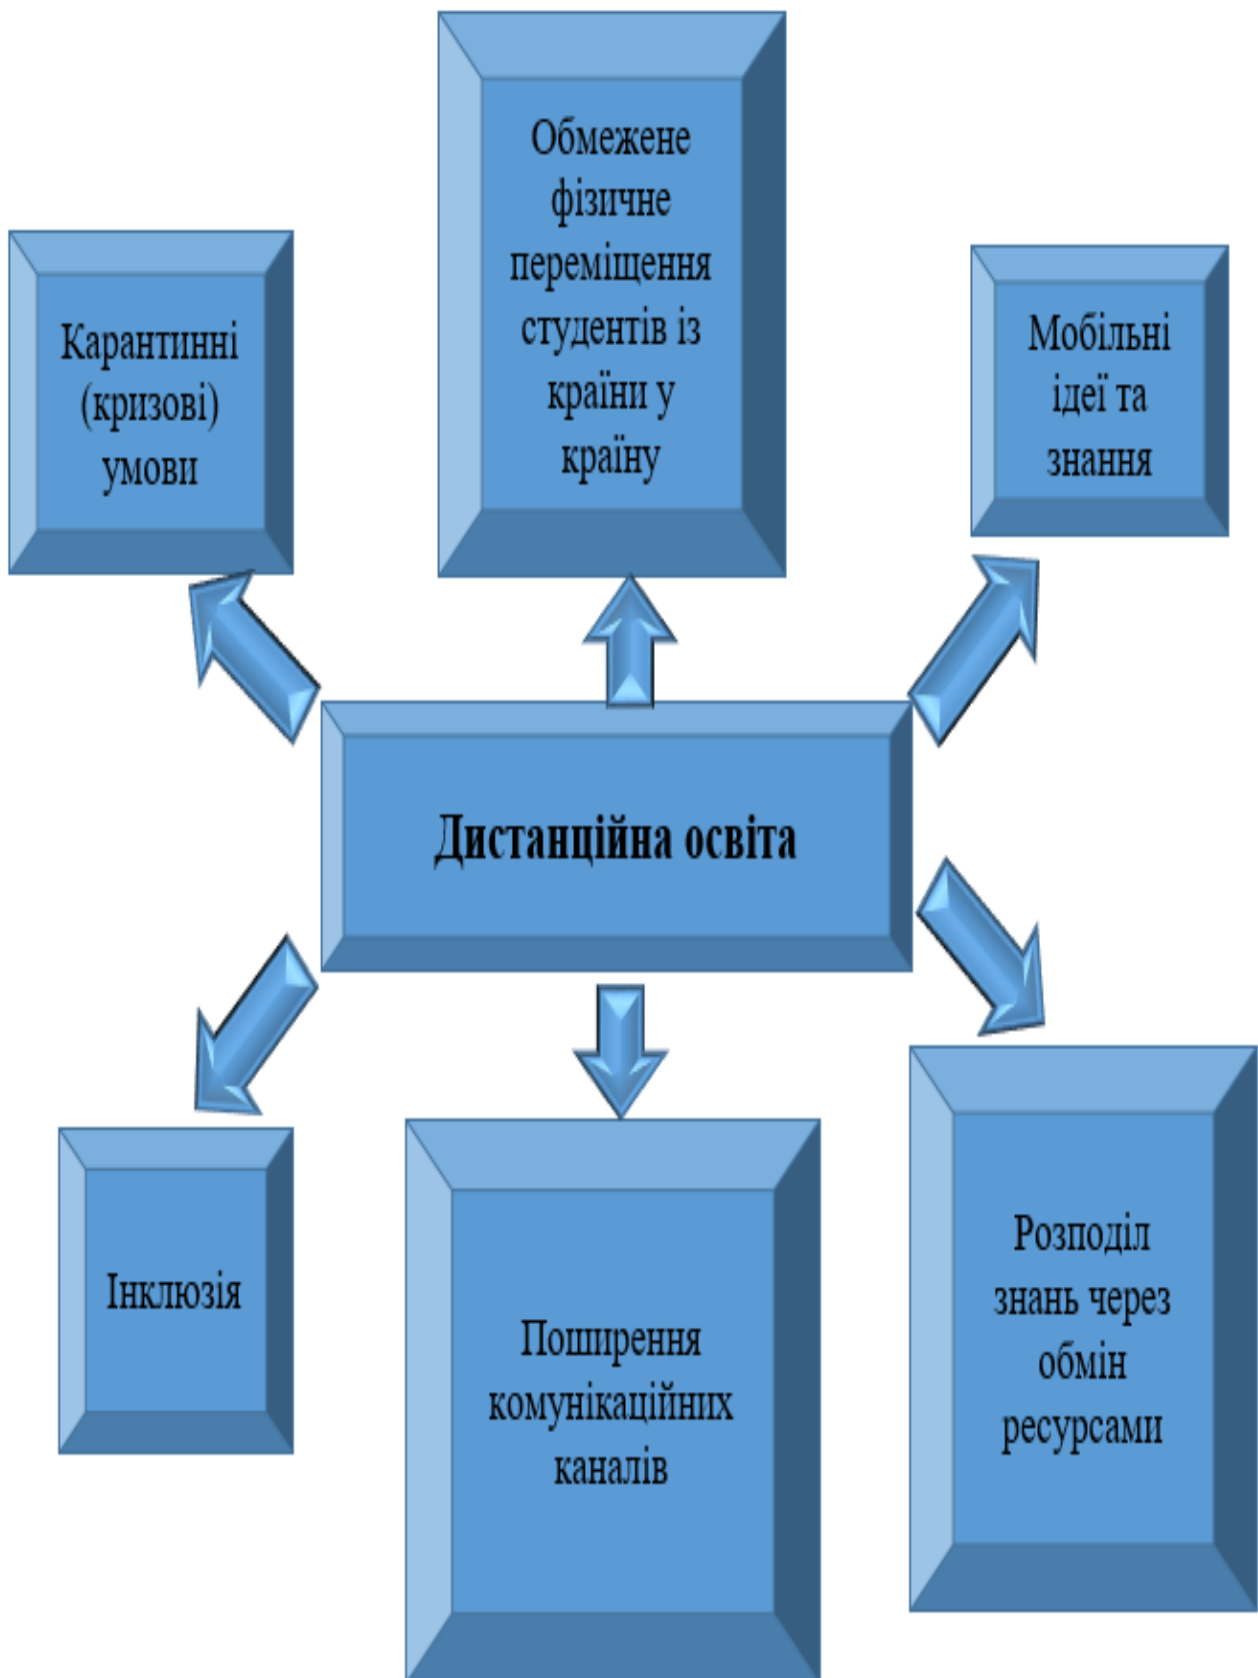 Обмежене
фізичне
переміщення
студентів із
країни у
країну
Карантинні
(кризові)
умови
Мобільні
ідеї та
знання
Дистанційна освіта
Інклюзія
Поширення
комунікаційних
каналів
Розподіл
знань через
обмін
ресурсами